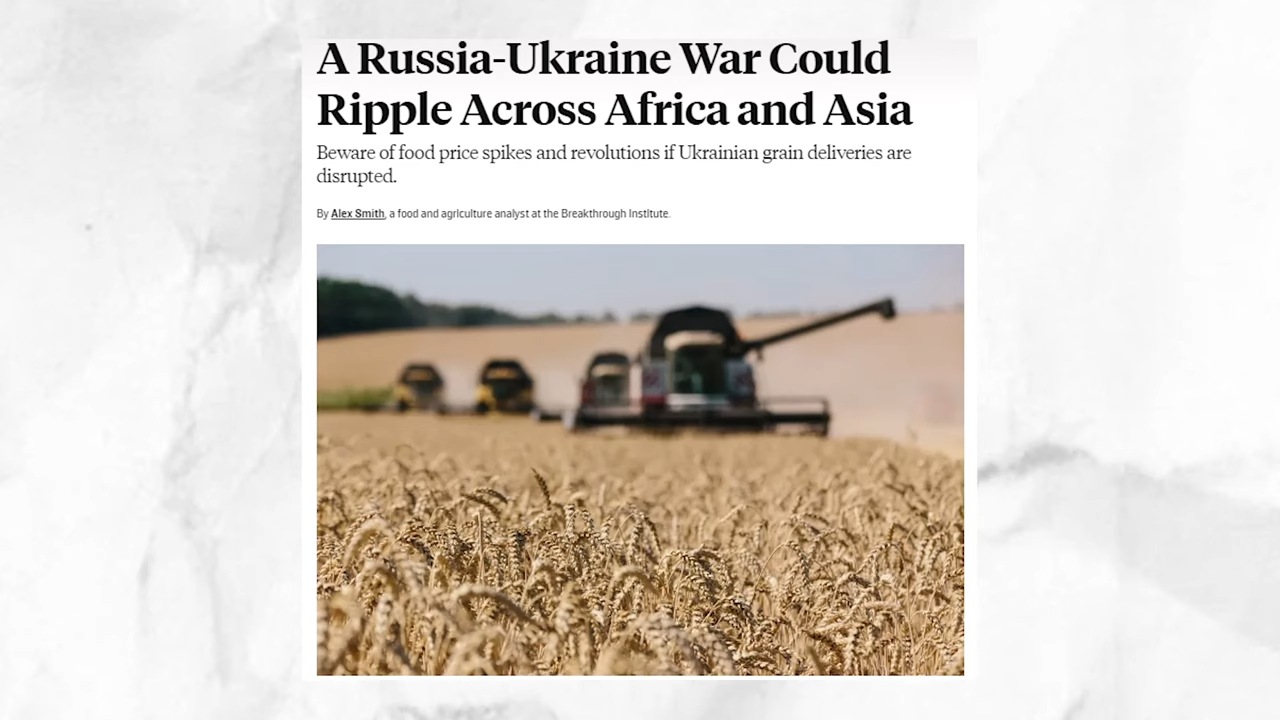 A Russia-Ukraine War Could
Ripple Across Africa and Asia
Beware of food price spikes and revolutions if Ukrainian grain deliveries are
disrupted.
By Alex Smith, a food and agriculture analyst at the Breakthrough Institute.